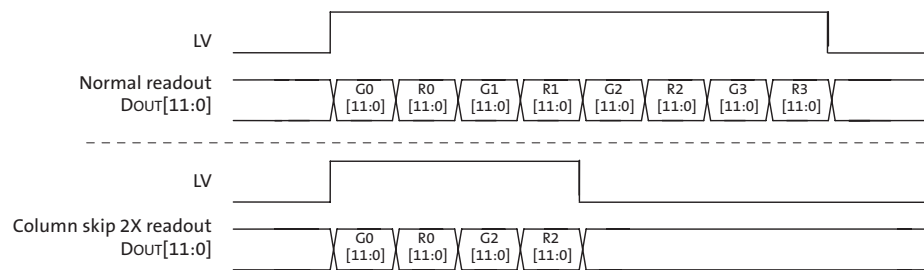 LV
Normal readout
DOUT[11:0]
G0 R0 G1 R1 G2 R2 G3 R3
[11:0] [11:0] [11:0] [11:0] [11:0] [11:0] [11:0] [11:0]
LV
Column skip 2X readout
DOUT[11:0]
G0 R0 G2 R2
[11:0] [11:0] [11:0] [11:0]